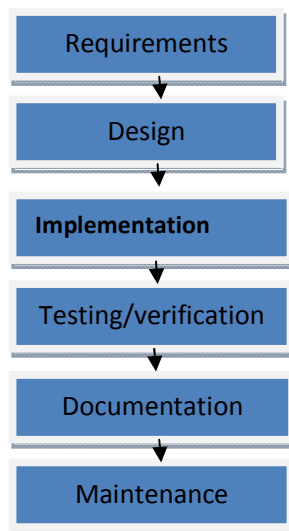 Requirements
Design
Implementation
Testing/verification
Documentation
Maintenance